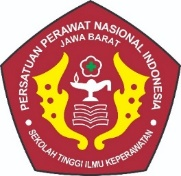 PERSATUAN PERAWAT NASIONAL INDONESIA
JAWA BARAT
SEKOLAH TINGGI ILMU KEPERAWATAN